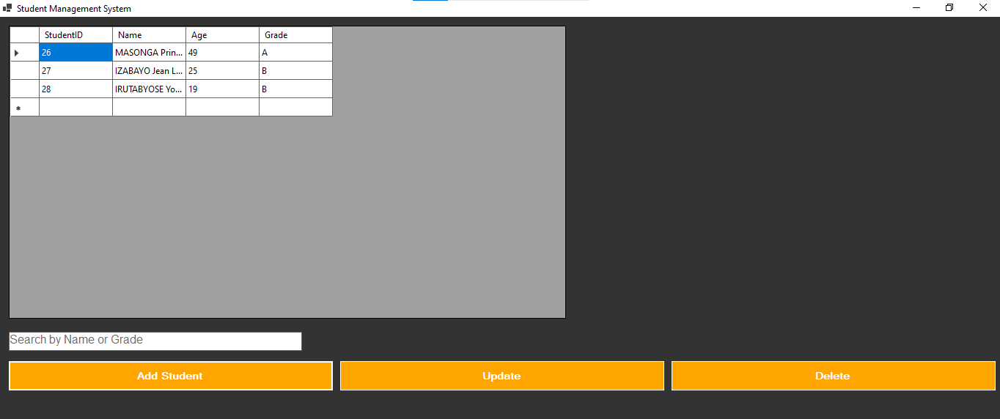 Student Management System
StudentID Name Age Grade
26 MASONGA Prin... 49 A
27 IZABAYO Jean L... 25 B
28 IRUTABYOSE Yo... 19 B
Search by Name or Grade
Add Student Update Delete